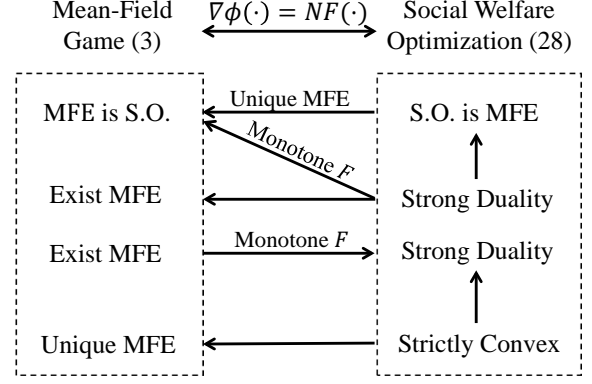 Mean-Field
Game (3)
∇ϕ(·) = NF(·)
Social Welfare
Optimization (28)
MFE is S.O.
Unique MFE
S.O. is MFE
Monotone F
Exist MFE
Strong Duality
Exist MFE
Monotone F
Strong Duality
Unique MFE
Strictly Convex